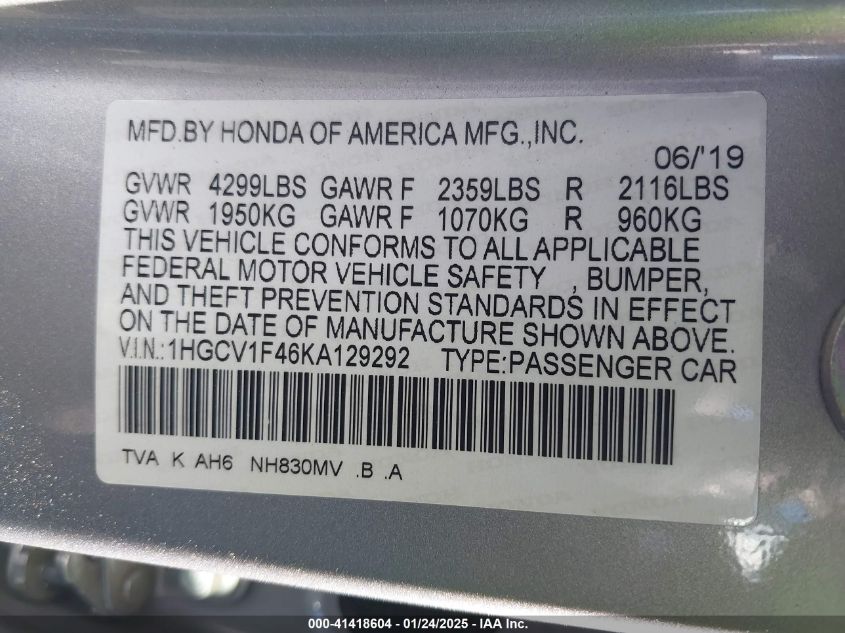 MFD.BY HONDA OF AMERICA MFG.,INC.
06/'19
GVWR 4299LBS GAWR F 2359LBS R 2116LBS
GVWR 1950KG GAWR F 1070KG R 960KG
THIS VEHICLE CONFORMS TO ALL APPLICABLE
FEDERAL MOTOR VEHICLE SAFETY , BUMPER,
AND THEFT PREVENTION STANDARDS IN EFFECT
ON THE DATE OF MANUFACTURE SHOWN ABOVE.
V.I.N.:1HGCV1F46KA129292 TYPE:PASSENGER CAR
TVA K AH6 NH830MV .B .A
000-41418604 - 01/24/2025 - IAA Inc.